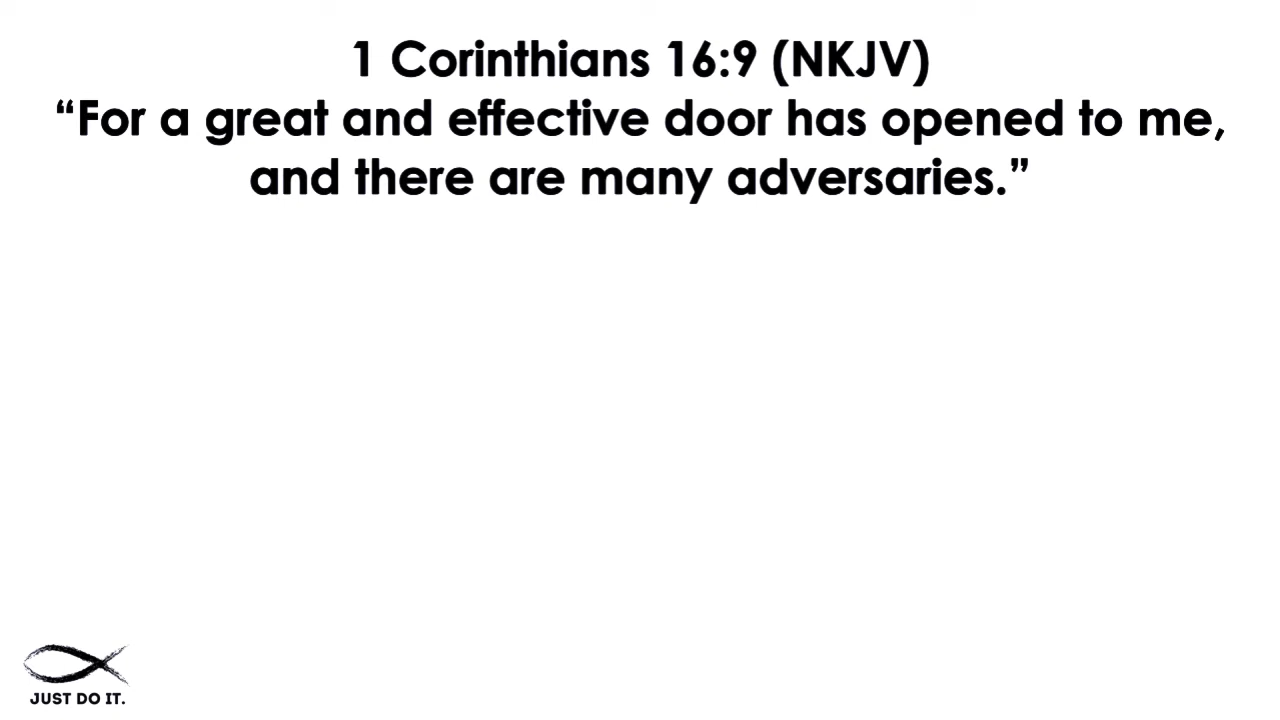 1 Corinthians 16:9 (NKJV)
“For a great and effective door has opened to me,
and there are many adversaries.”
JUST DO IT.